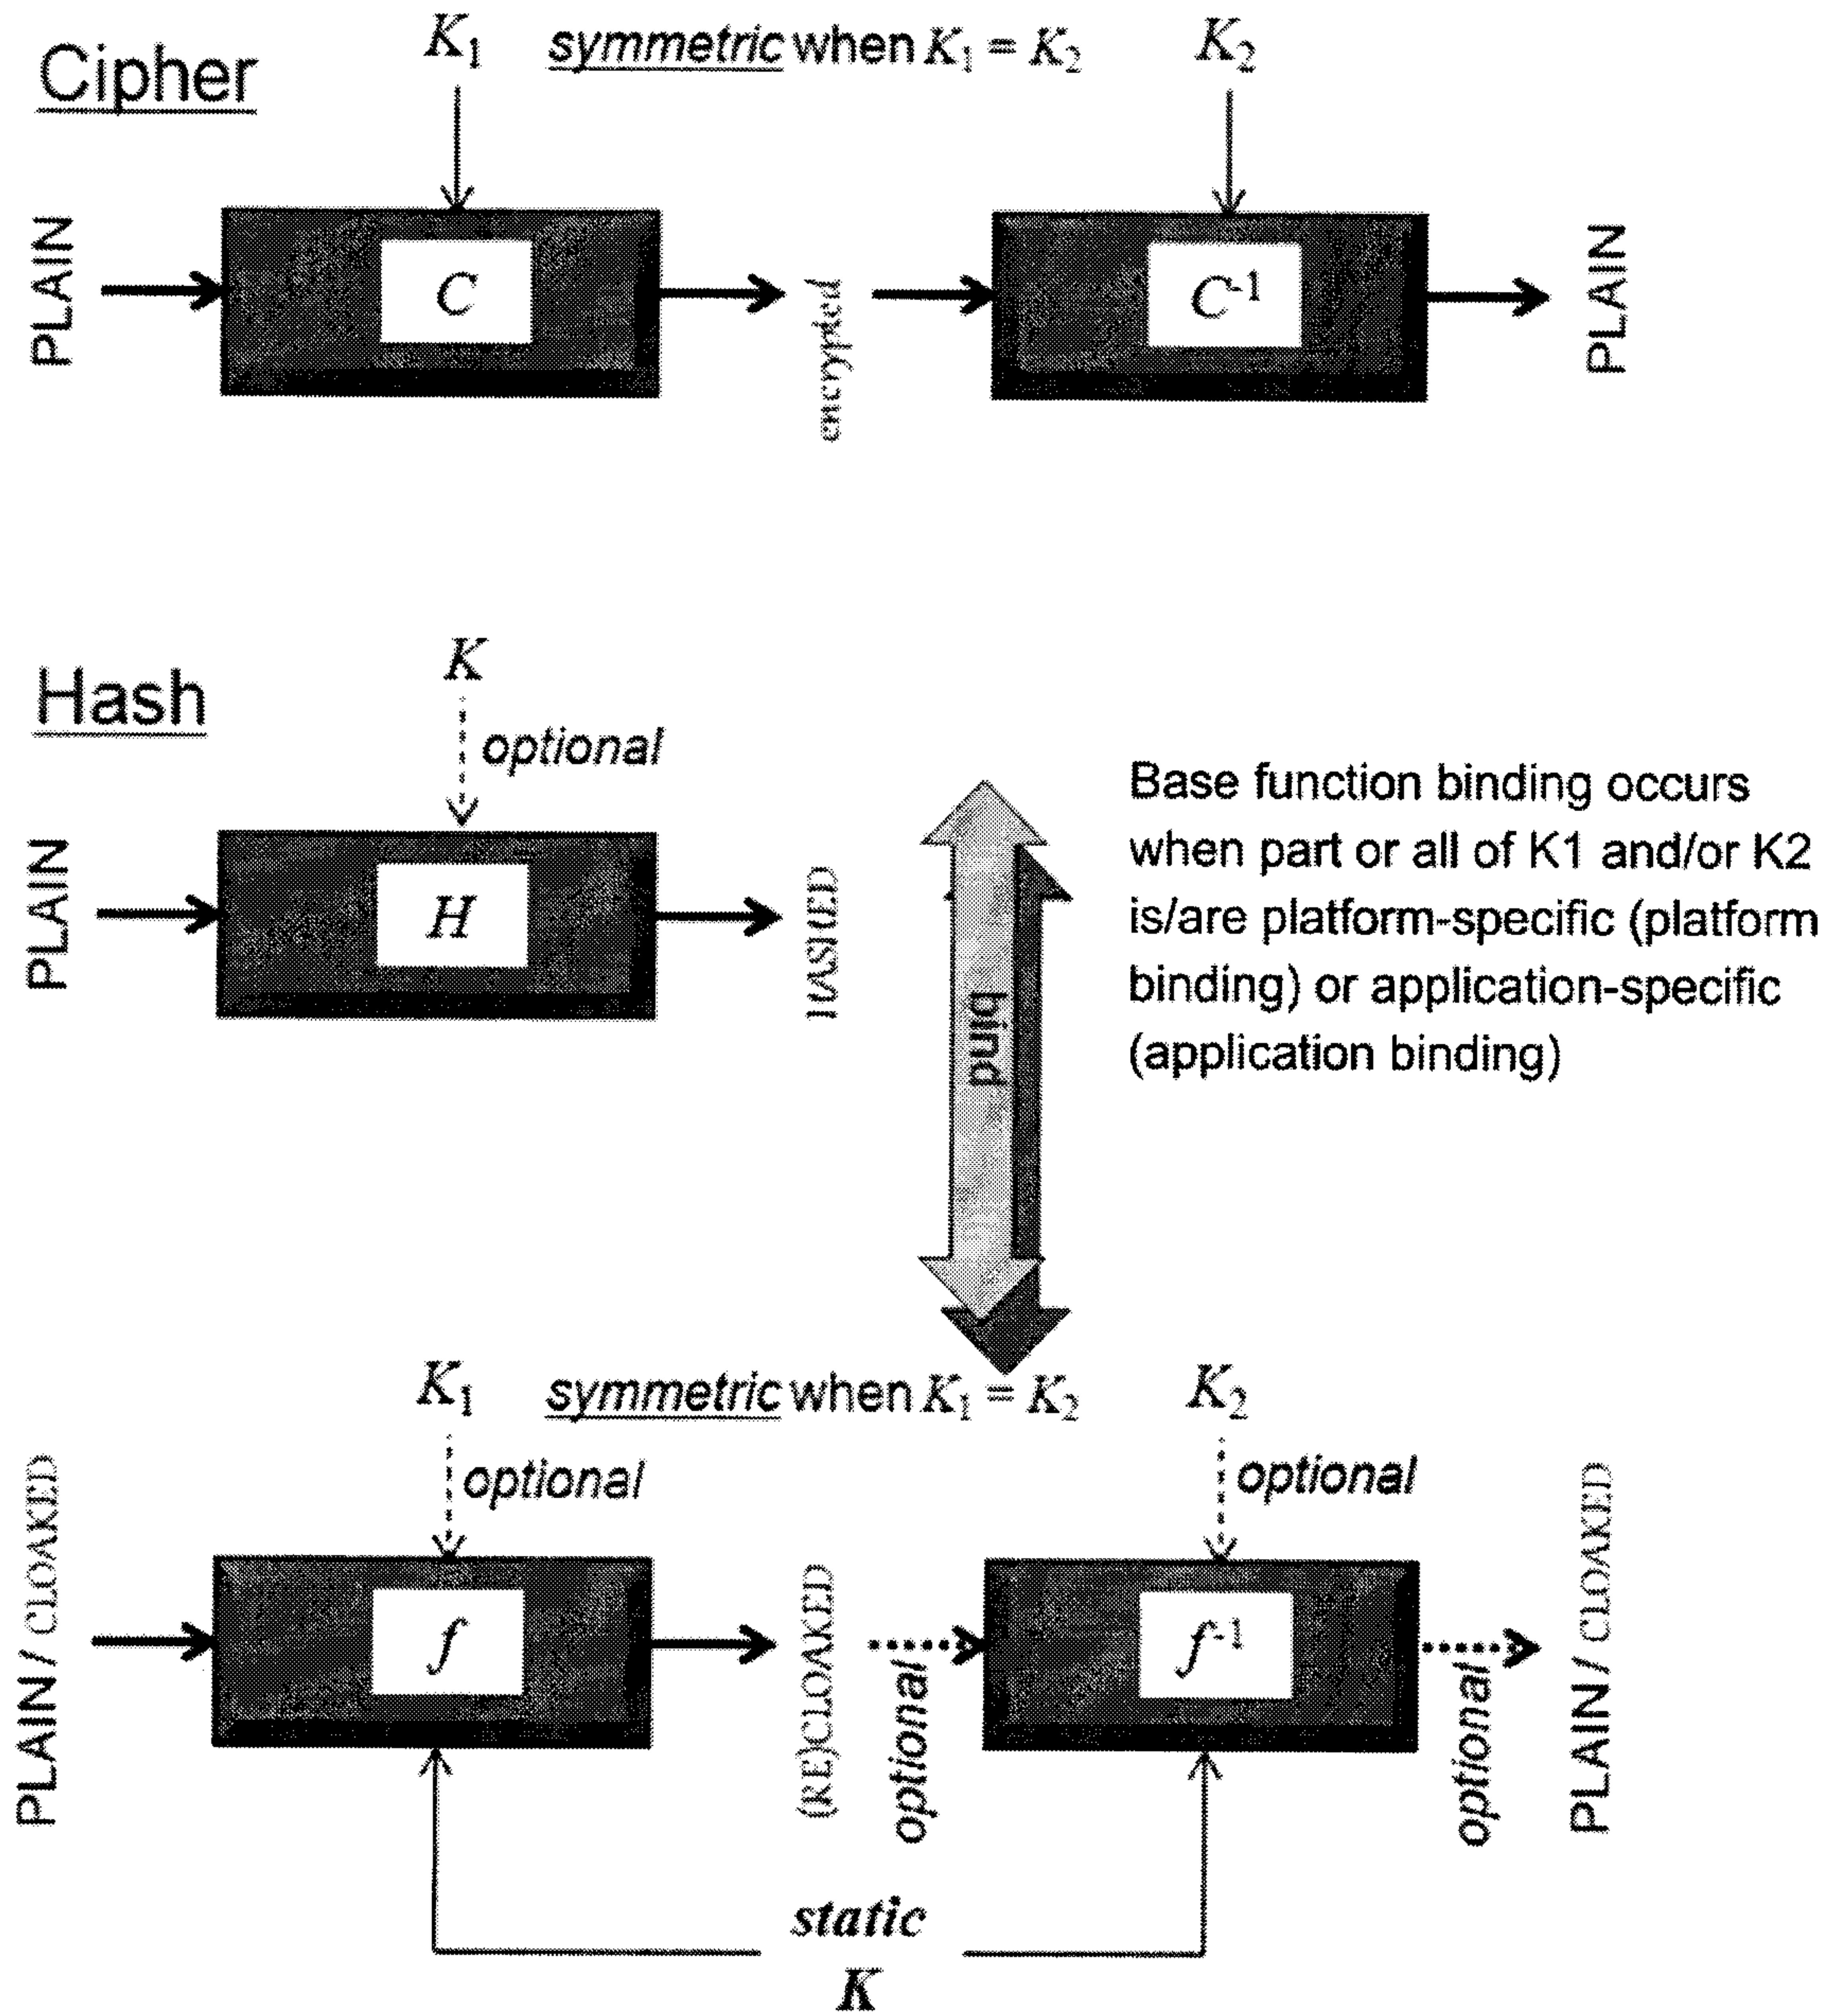 Cipher
K₁ symmetric when K₁ = K₂ K₂
PLAIN
C
encrypted
C⁻¹
PLAIN
Hash
K
optional
PLAIN
H
HASHED
bind
Base function binding occurs
when part or all of K1 and/or K2
is/are platform-specific (platform
binding) or application-specific
(application binding)
K₁ symmetric when K₁ = K₂ K₂
optional
optional
PLAIN / CLOAKED
f
(RE)CLOAKED
optional
f⁻¹
optional
PLAIN / CLOAKED
static
K